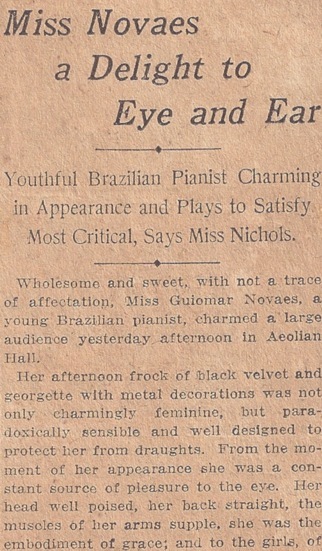 Miss Novaes
a Delight to
Eye and Ear
Youthful Brazilian Pianist Charming
in Appearance and Plays to Satisfy
Most Critical, Says Miss Nichols.
Wholesome and sweet, with not a trace
of affectation, Miss Guiomar Novaes, a
young Brazilian pianist, charmed a large
audience yesterday afternoon in Aeolian
Hall.
Her afternoon frock of black velvet and
georgette with metal decorations was not
only charmingly feminine, but para-
doxically sensible and well designed to
protect her from draughts. From the mo-
ment of her appearance she was a con-
stant source of pleasure to the eye. Her
head well poised, her back straight, the
muscles of her arms supple, she was the
embodiment of grace; and to the girls, of